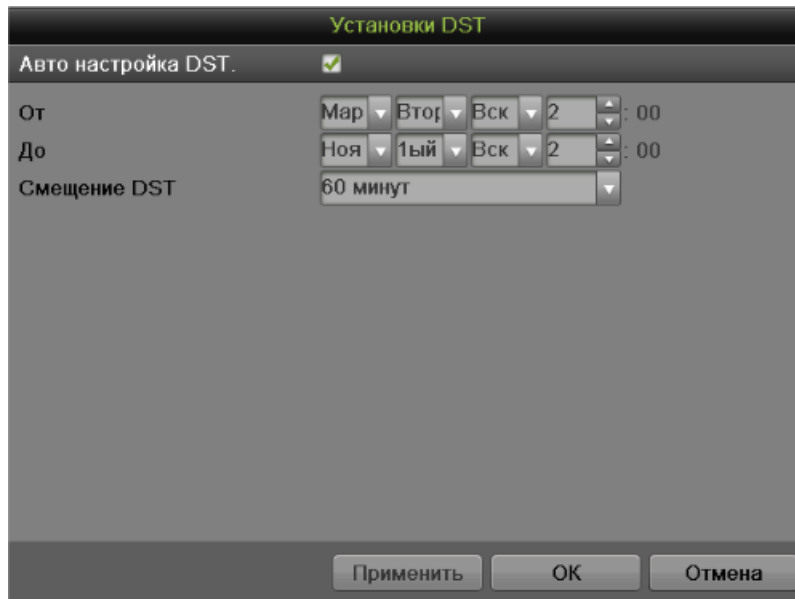 Установки DST
Авто настройка DST.
От Мар Втор Вск 2 : 00
До Ноя 1ый Вск 2 : 00
Смещение DST 60 минут
Применить OK Отмена